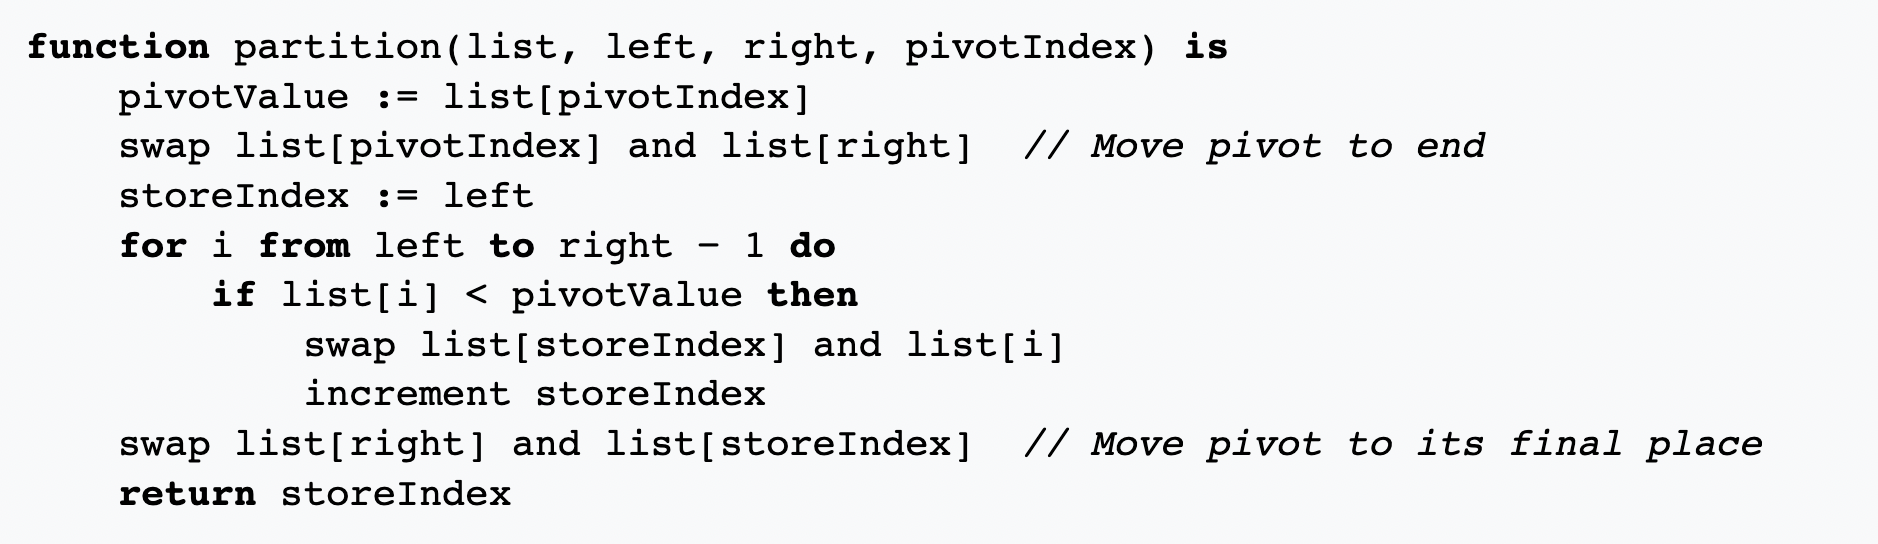 function partition(list, left, right, pivotIndex) is
    pivotValue := list[pivotIndex]
    swap list[pivotIndex] and list[right]  // Move pivot to end
    storeIndex := left
    for i from left to right − 1 do
        if list[i] < pivotValue then
            swap list[storeIndex] and list[i]
            increment storeIndex
    swap list[right] and list[storeIndex]  // Move pivot to its final place
    return storeIndex